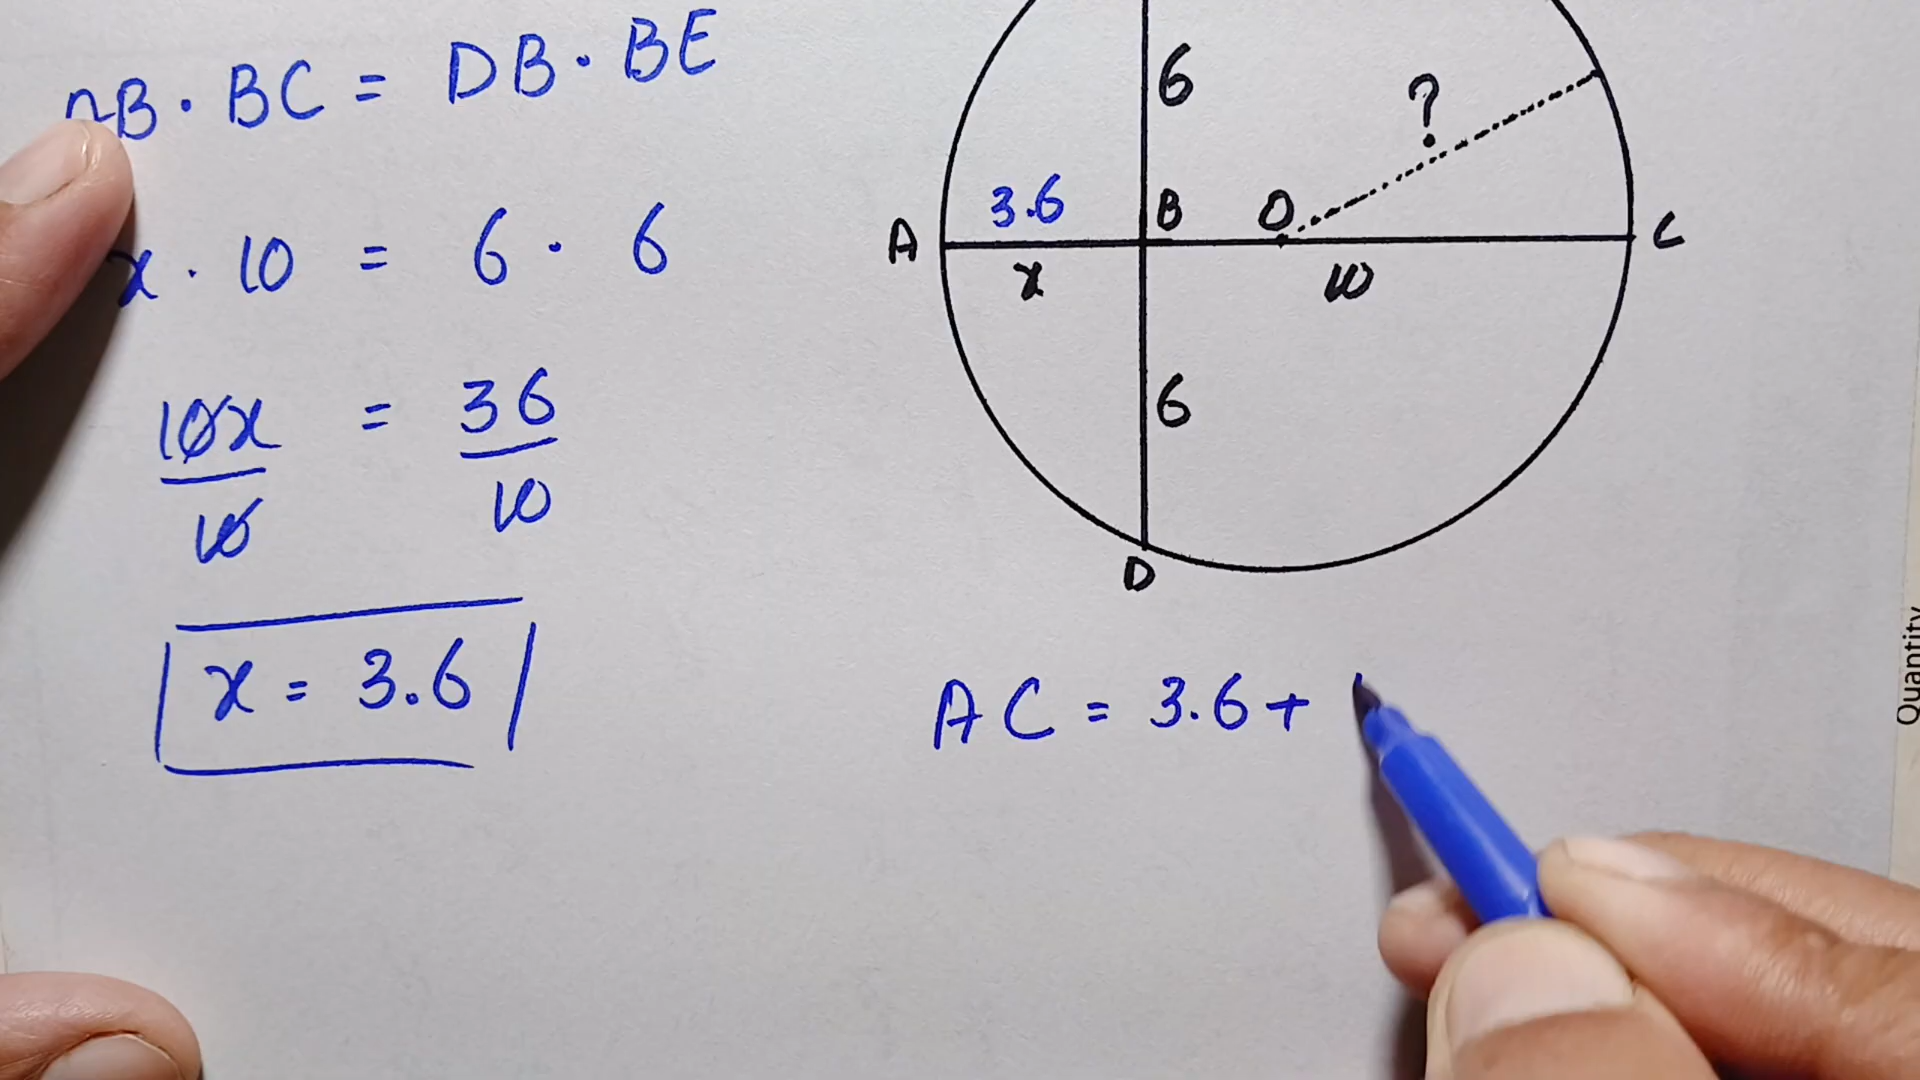 AB · BC = DB · BE
x · 10 = 6 · 6
10x = 36
10 10
x = 3.6
6
?
3.6 B O
A C
x 10
6
D
AC = 3.6 +
Quantity